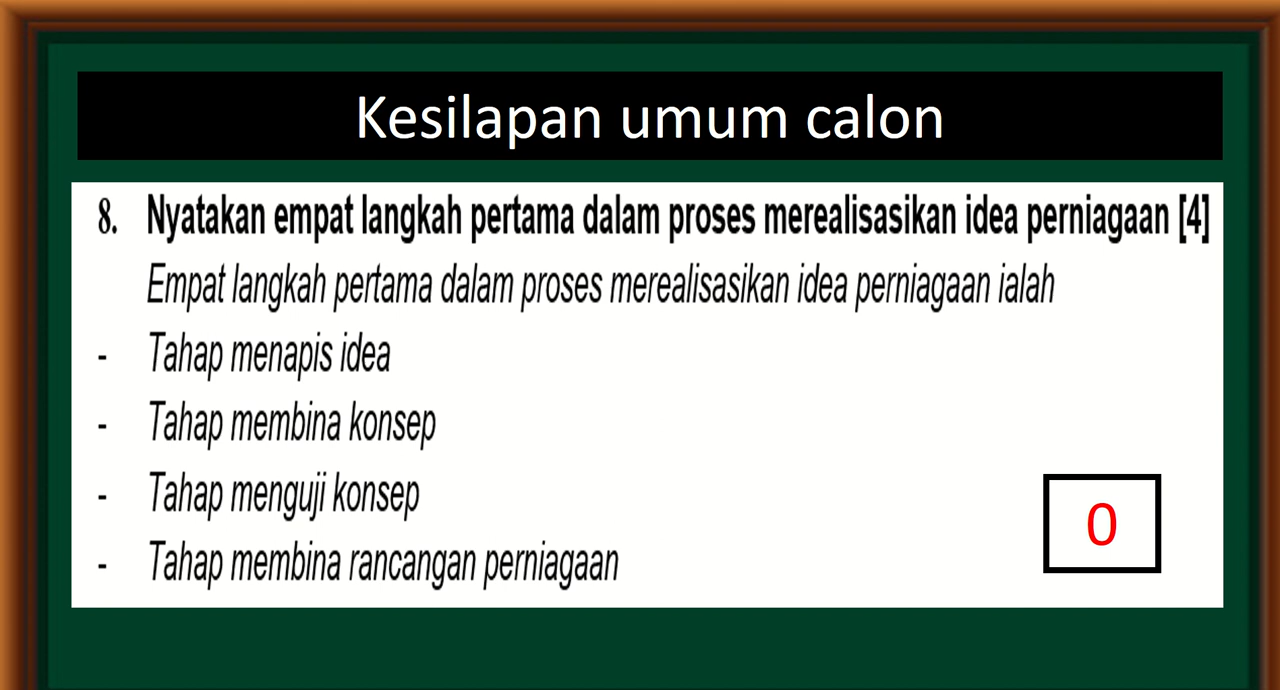 Kesilapan umum calon
8. Nyatakan empat langkah pertama dalam proses merealisasikan idea perniagaan [4]
Empat langkah pertama dalam proses merealisasikan idea perniagaan ialah
- Tahap menapis idea
- Tahap membina konsep
- Tahap menguji konsep
- Tahap membina rancangan perniagaan
0